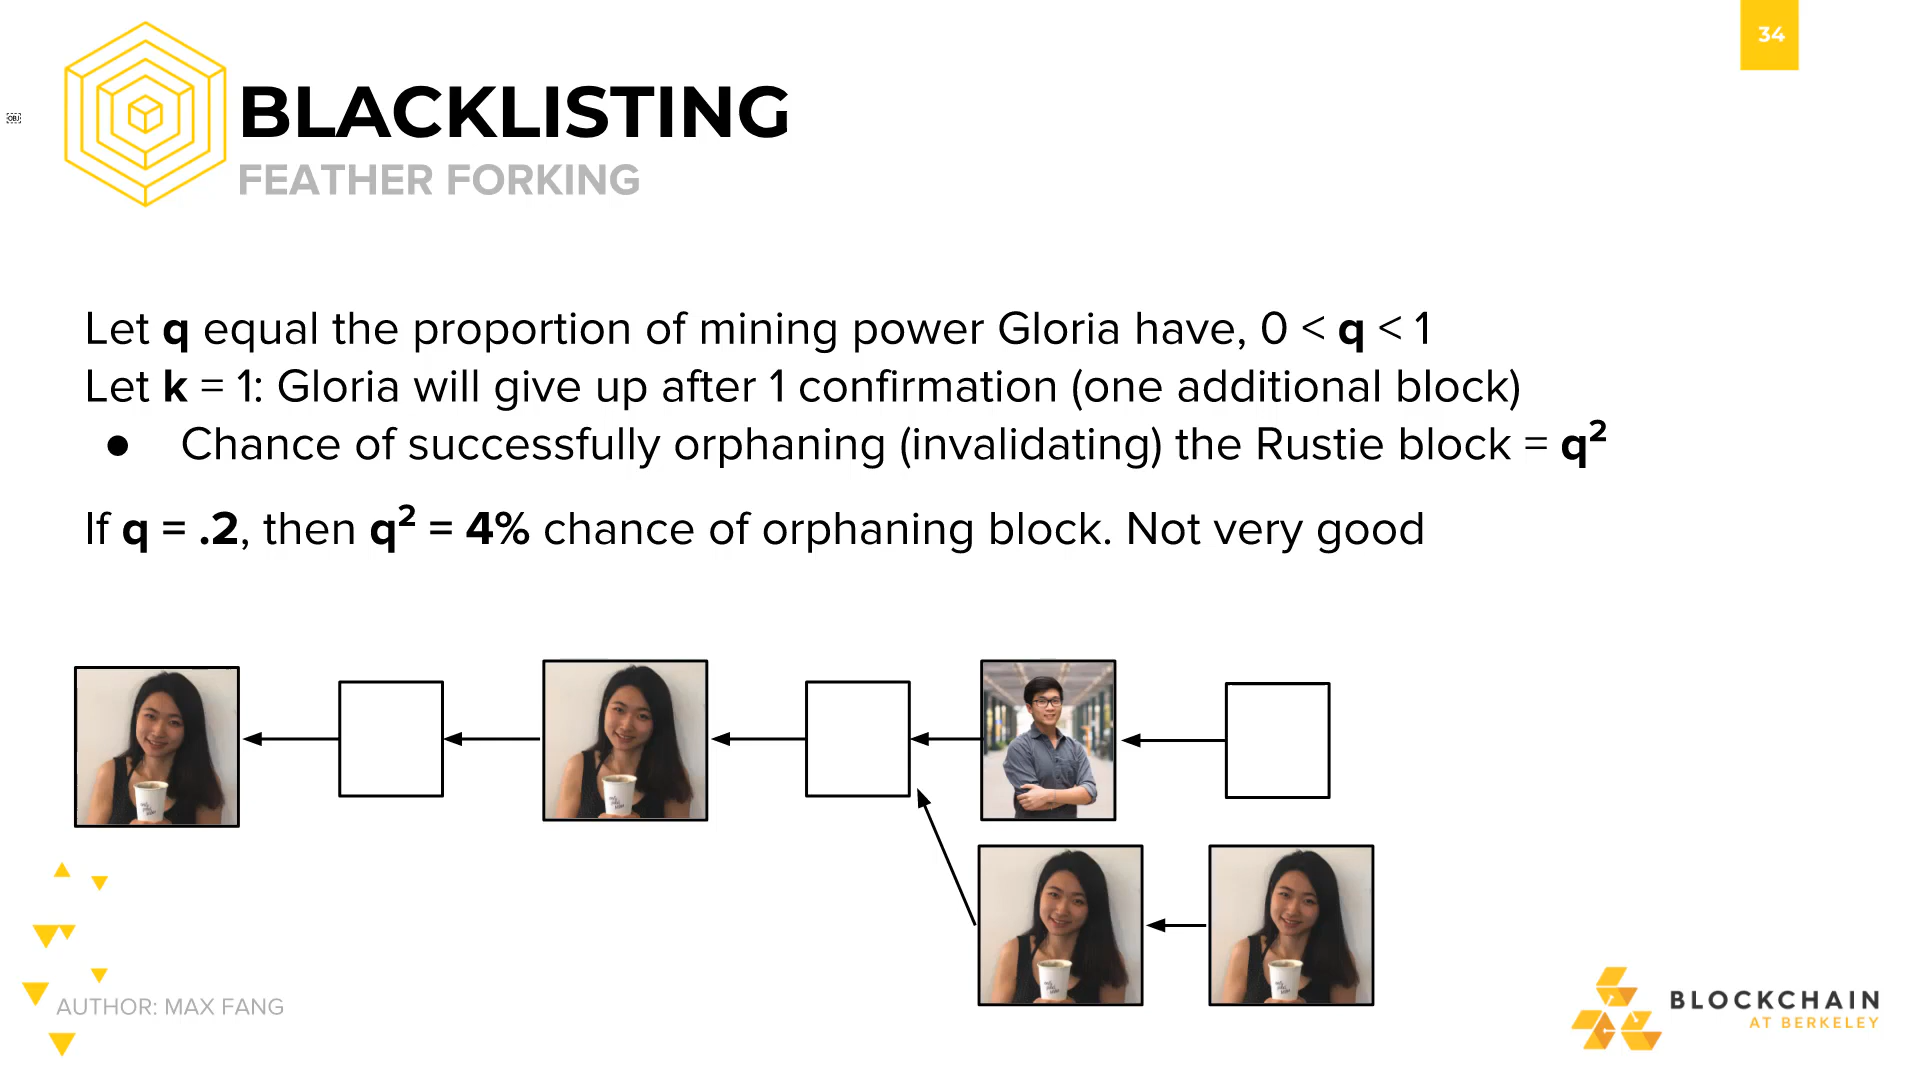 34
OBJ
BLACKLISTING
FEATHER FORKING
Let q equal the proportion of mining power Gloria have, 0 < q < 1
Let k = 1: Gloria will give up after 1 confirmation (one additional block)
● Chance of successfully orphaning (invalidating) the Rustie block = q²
If q = .2, then q² = 4% chance of orphaning block. Not very good
AUTHOR: MAX FANG
BLOCKCHAIN
AT BERKELEY